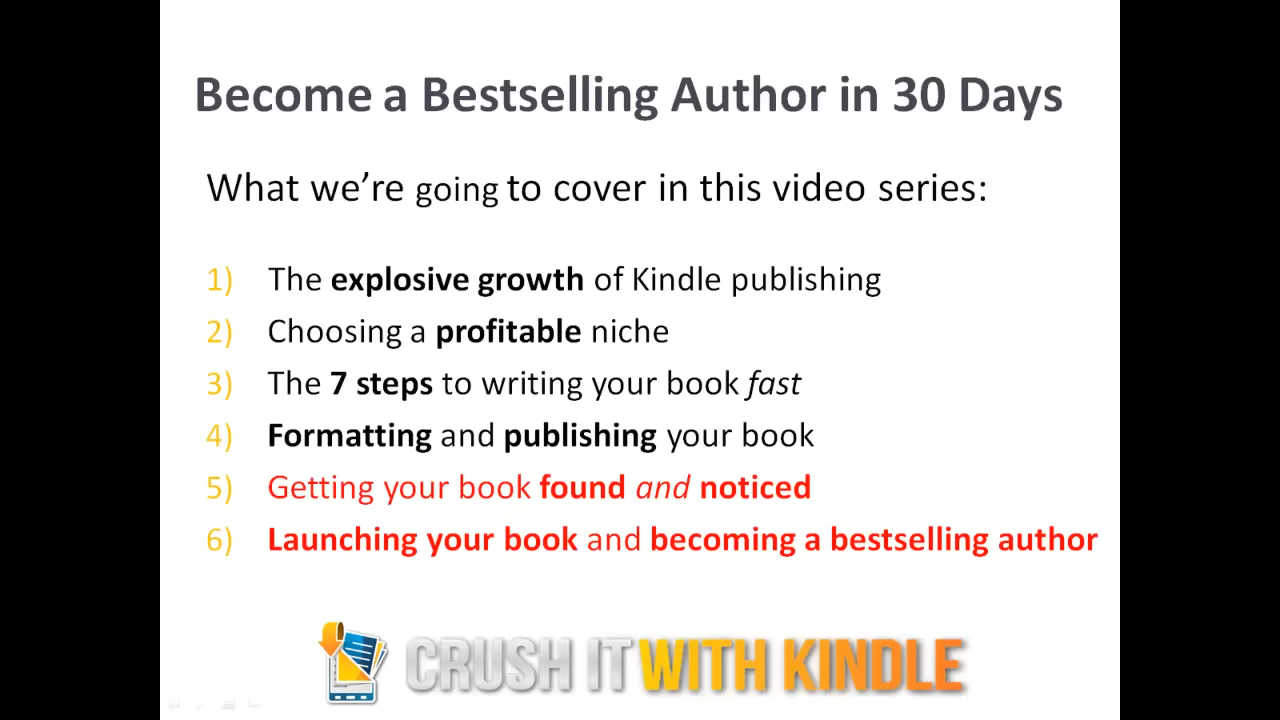 Become a Bestselling Author in 30 Days
What we’re going to cover in this video series:
1) The explosive growth of Kindle publishing
2) Choosing a profitable niche
3) The 7 steps to writing your book fast
4) Formatting and publishing your book
5) Getting your book found and noticed
6) Launching your book and becoming a bestselling author
CRUSH IT WITH KINDLE